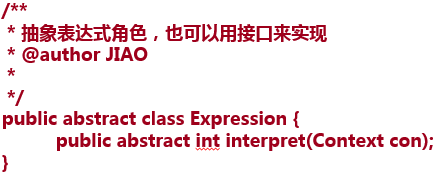 /**
 * 抽象表达式角色，也可以用接口来实现
 * @author JIAO
 *
 */
public abstract class Expression {
        public abstract int interpret(Context con);
}